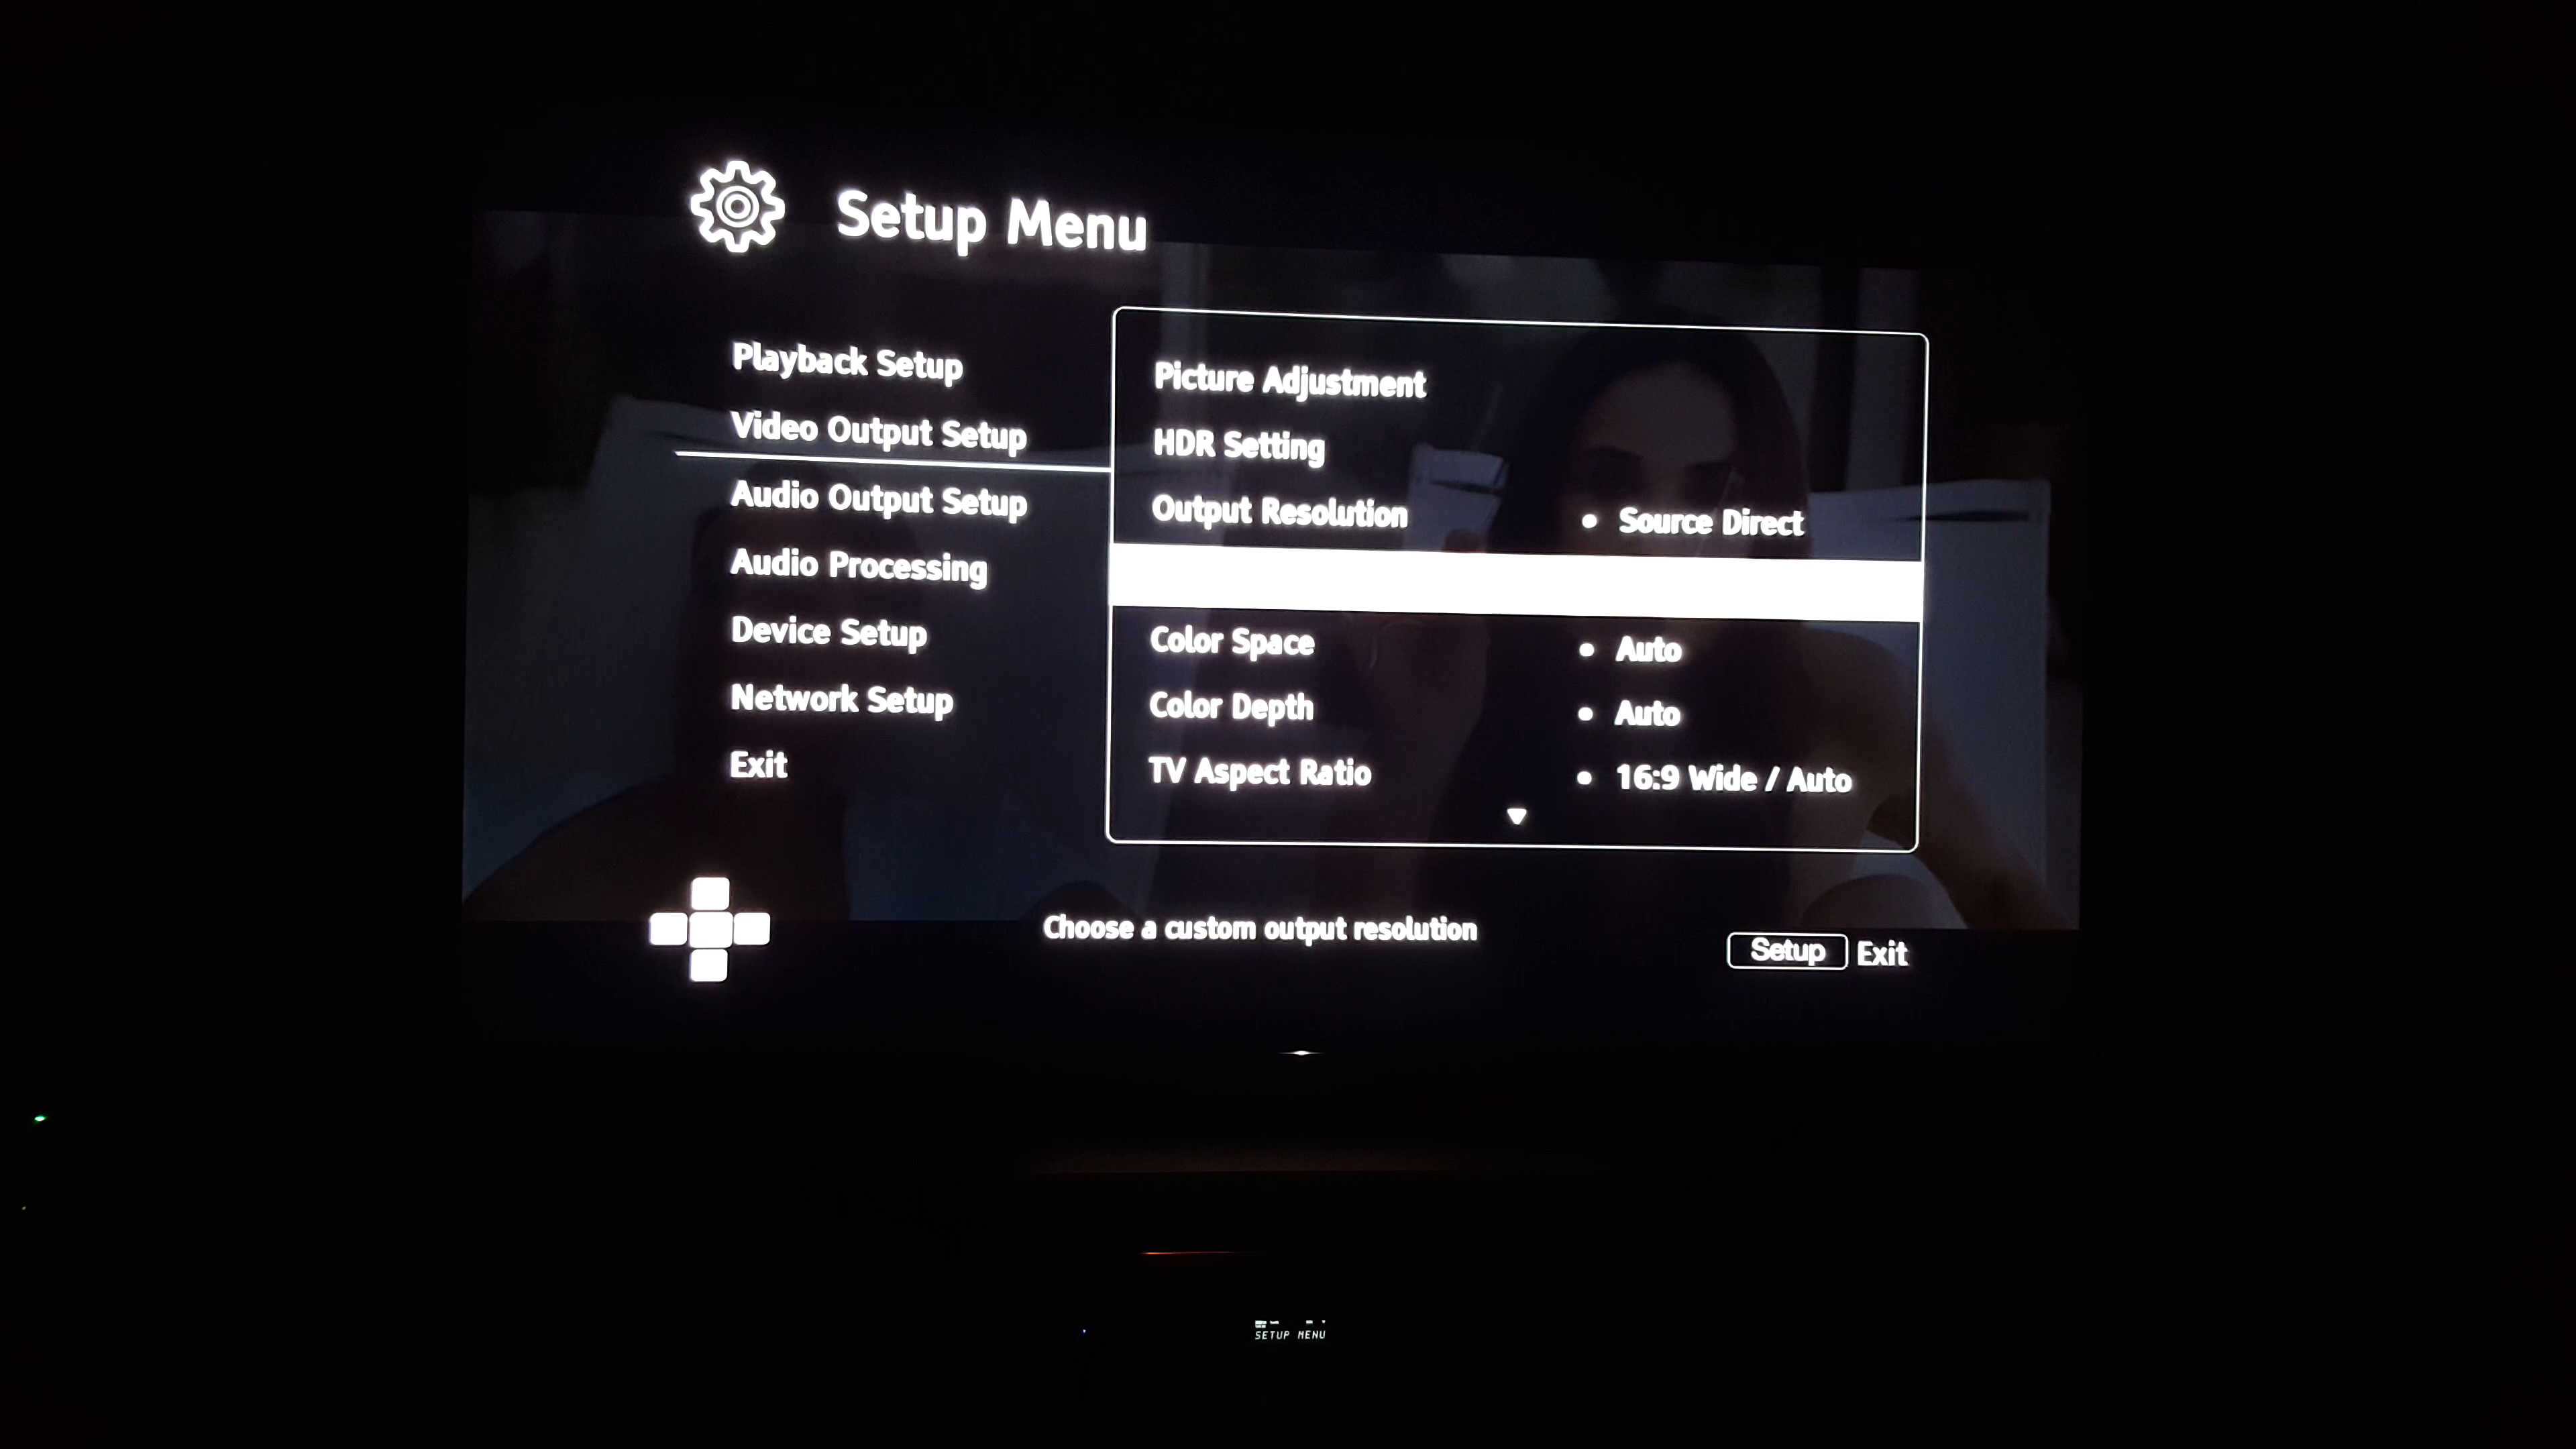 Setup Menu
Playback Setup
Video Output Setup
Audio Output Setup
Audio Processing
Device Setup
Network Setup
Exit
Picture Adjustment
HDR Setting
Output Resolution • Source Direct
Color Space • Auto
Color Depth • Auto
TV Aspect Ratio • 16:9 Wide / Auto
Choose a custom output resolution
Setup Exit
SETUP MENU